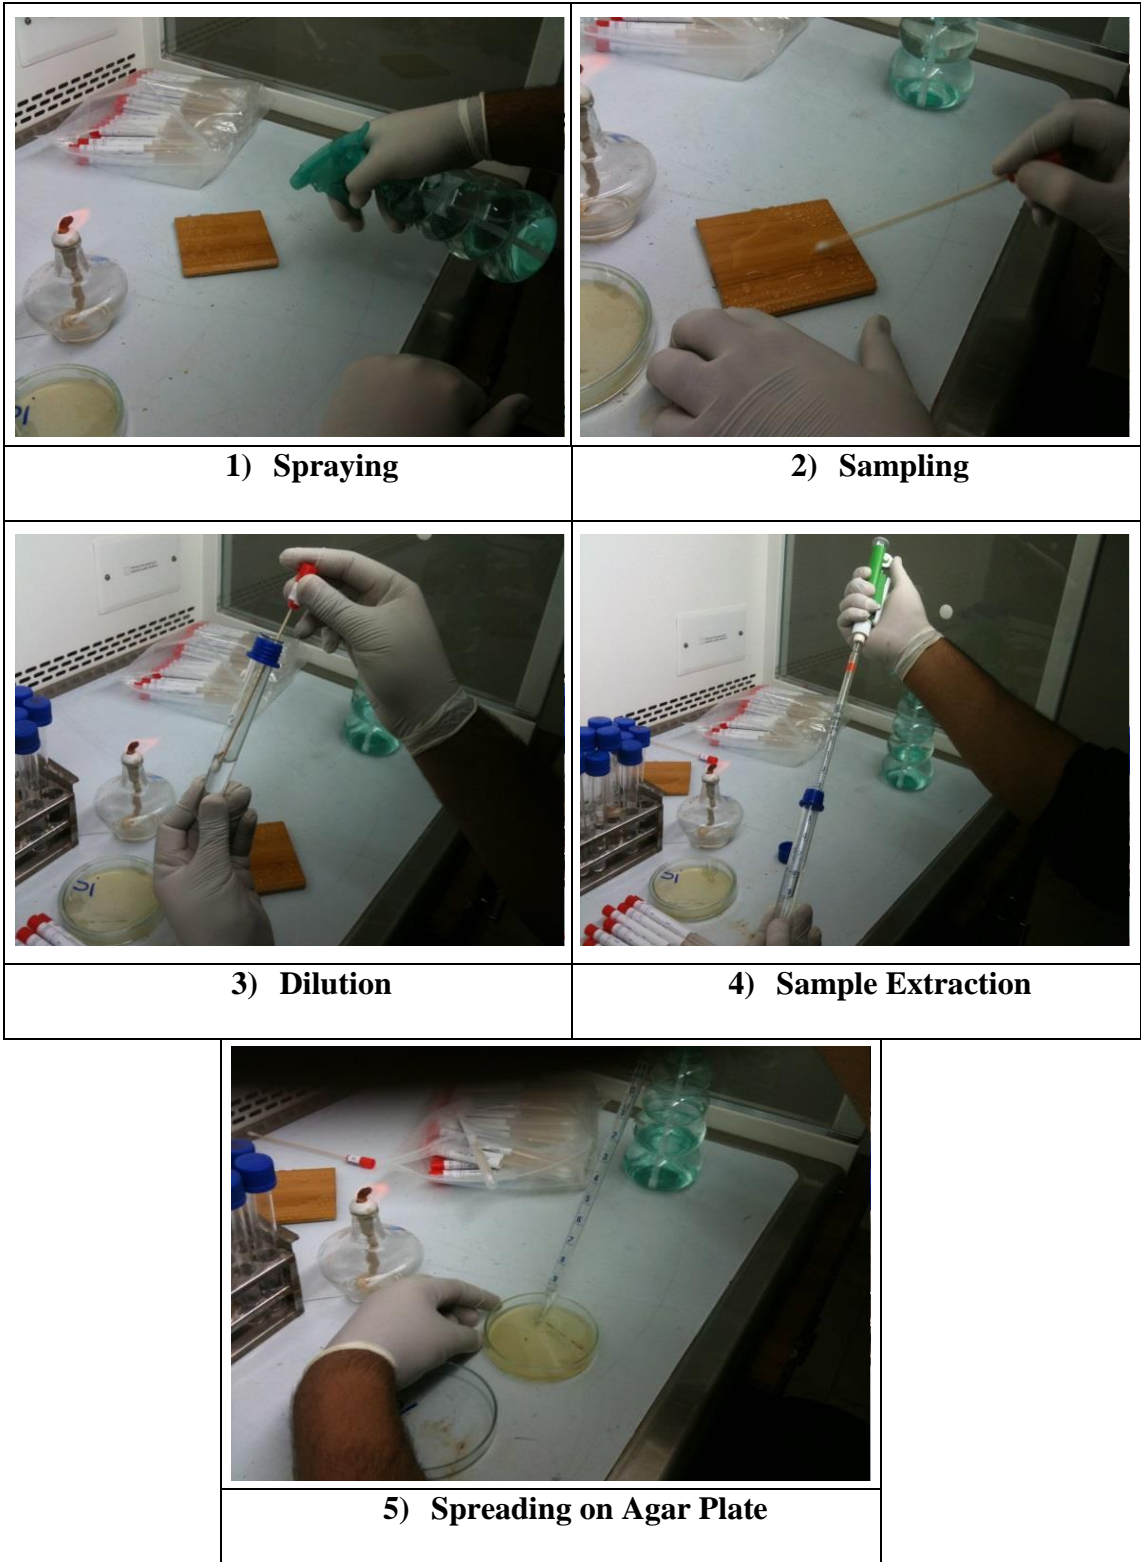 1) Spraying
2) Sampling
3) Dilution
4) Sample Extraction
5) Spreading on Agar Plate